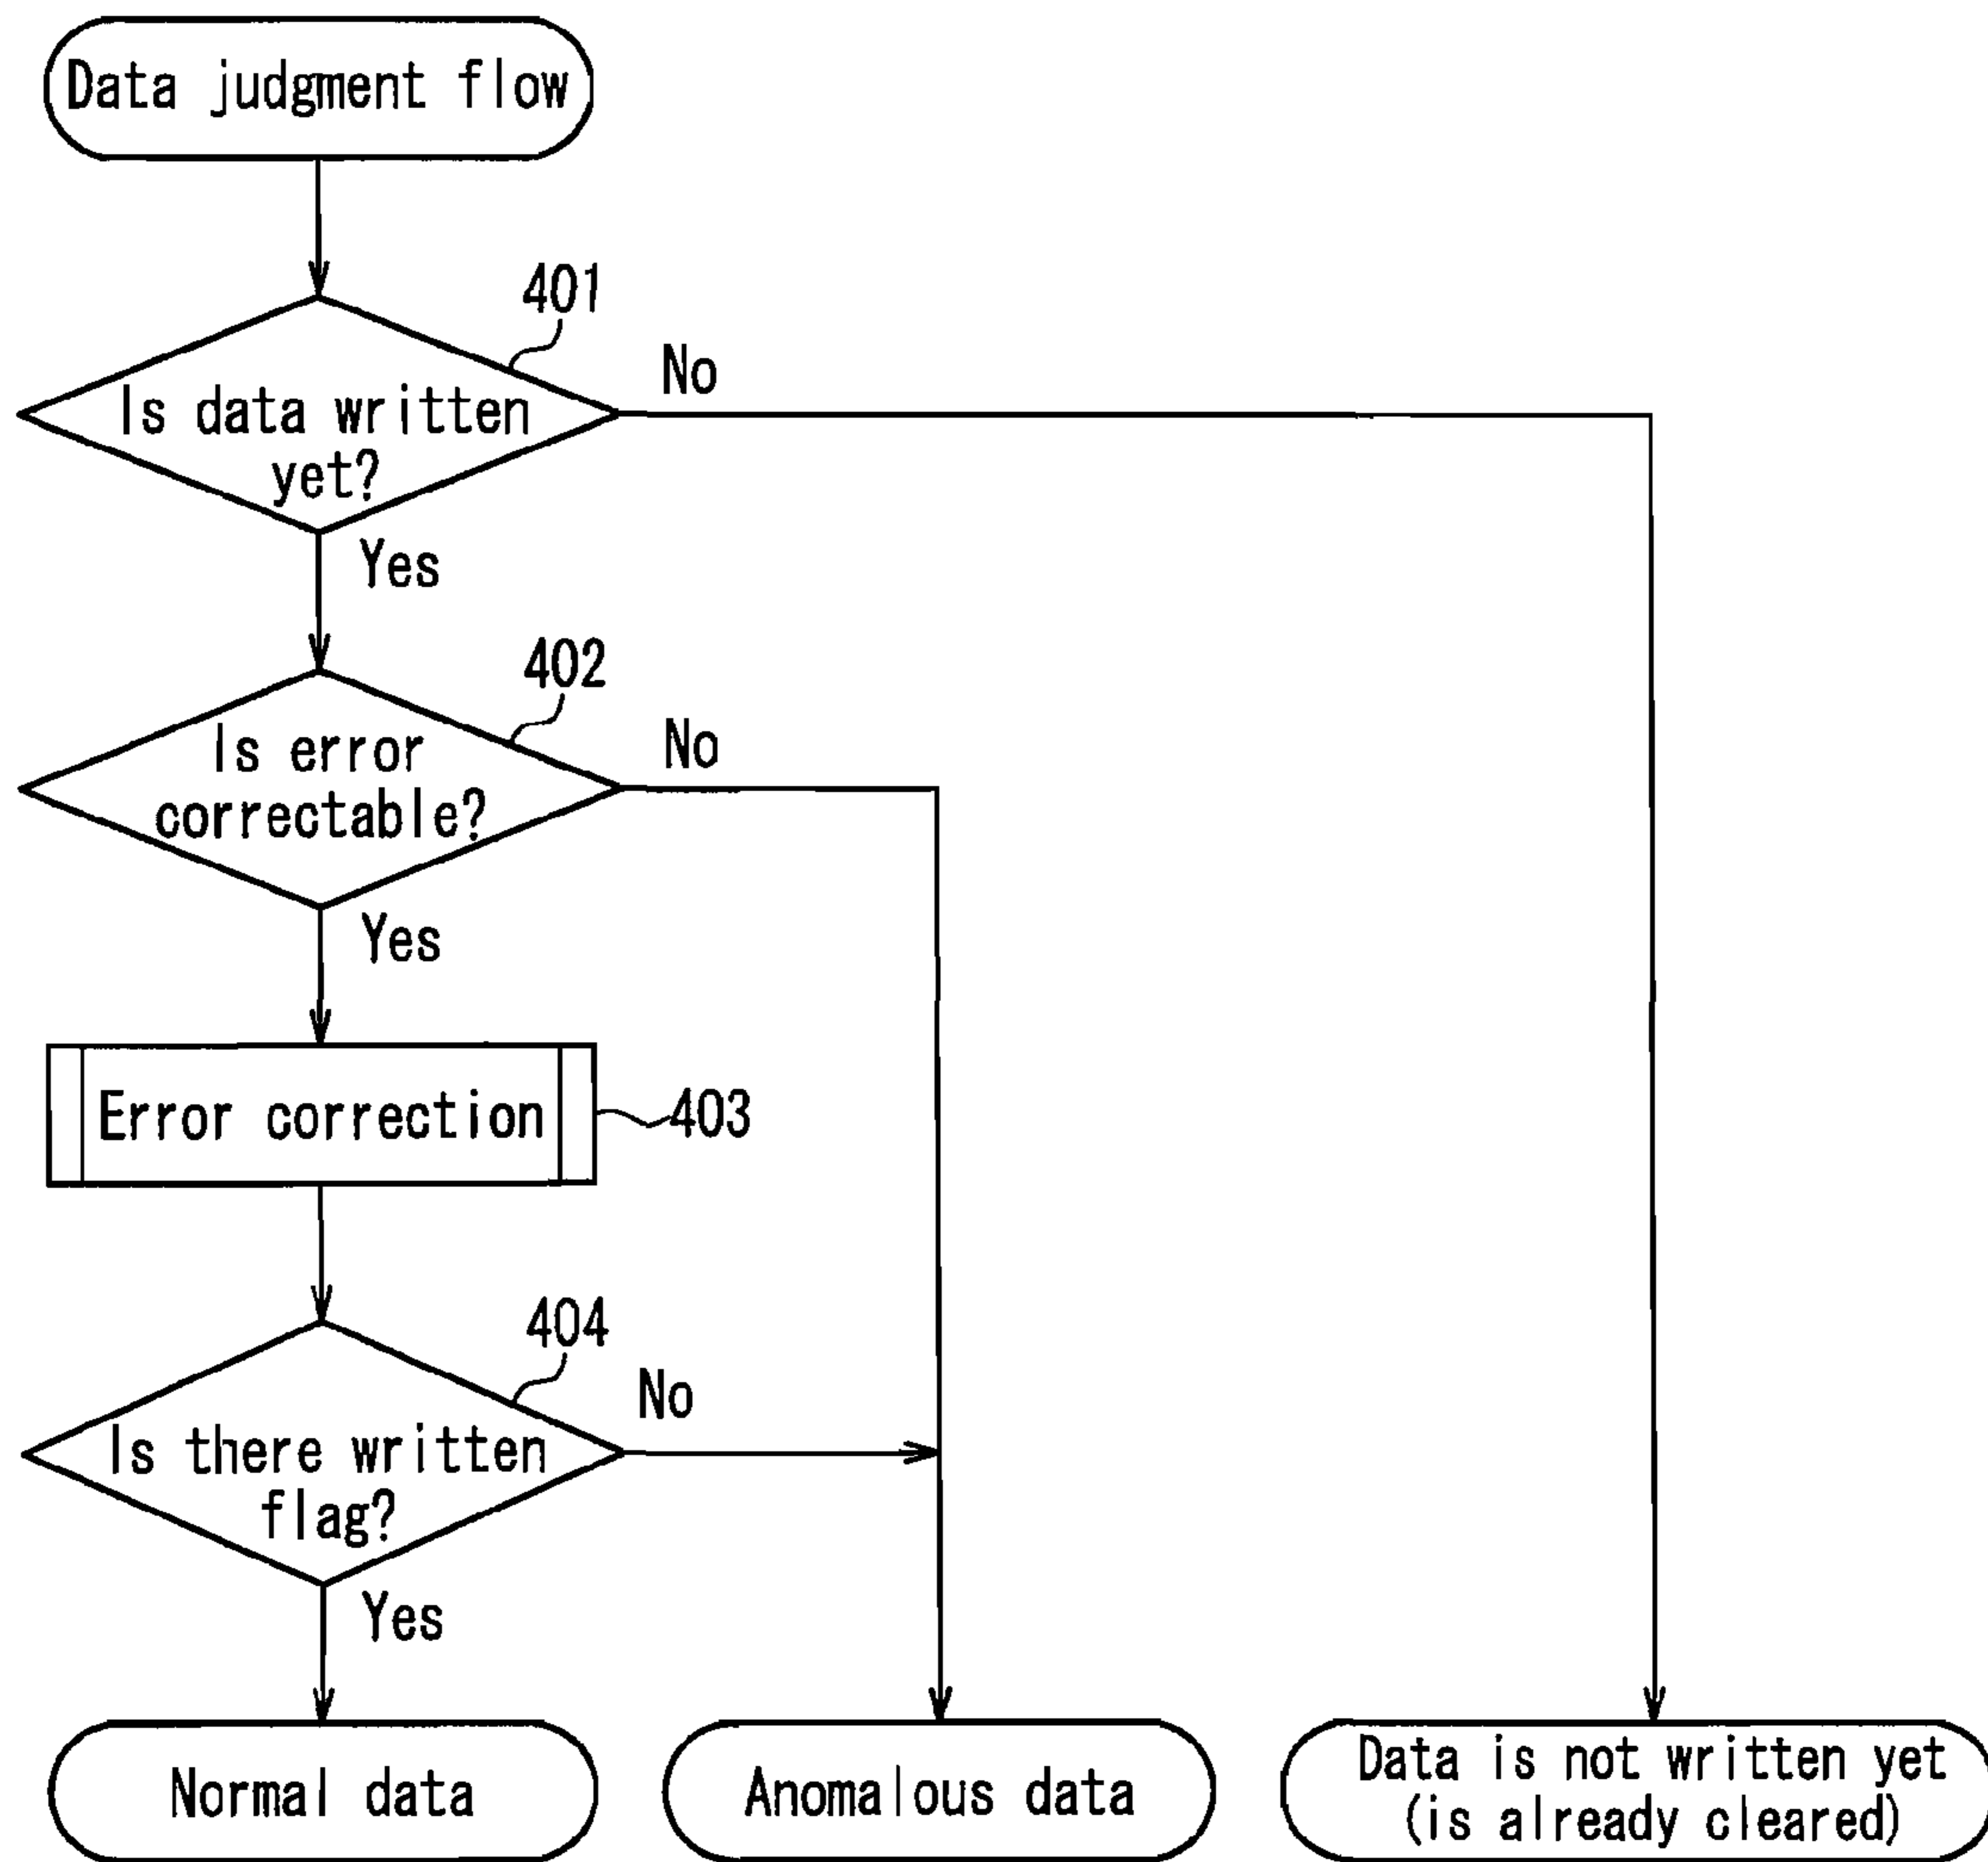 Data judgment flow
401
No
Is data written
yet?
Yes
402
No
Is error
correctable?
Yes
Error correction
403
404
No
Is there written
flag?
Yes
Normal data
Anomalous data
Data is not written yet
(is already cleared)